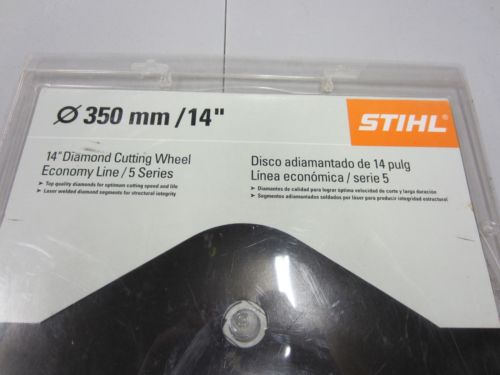 Ø 350 mm / 14"
STIHL
14" Diamond Cutting Wheel
Economy Line / 5 Series
➤ Top quality diamonds for optimum cutting speed and life
➤ Laser welded diamond segments for structural integrity
Disco adiamantado de 14 pulg
Línea económica / serie 5
➤ Diamantes de calidad para lograr óptima velocidad de corte y larga duración
➤ Segmentos adiamantados soldados por láser para producir integridad estructural